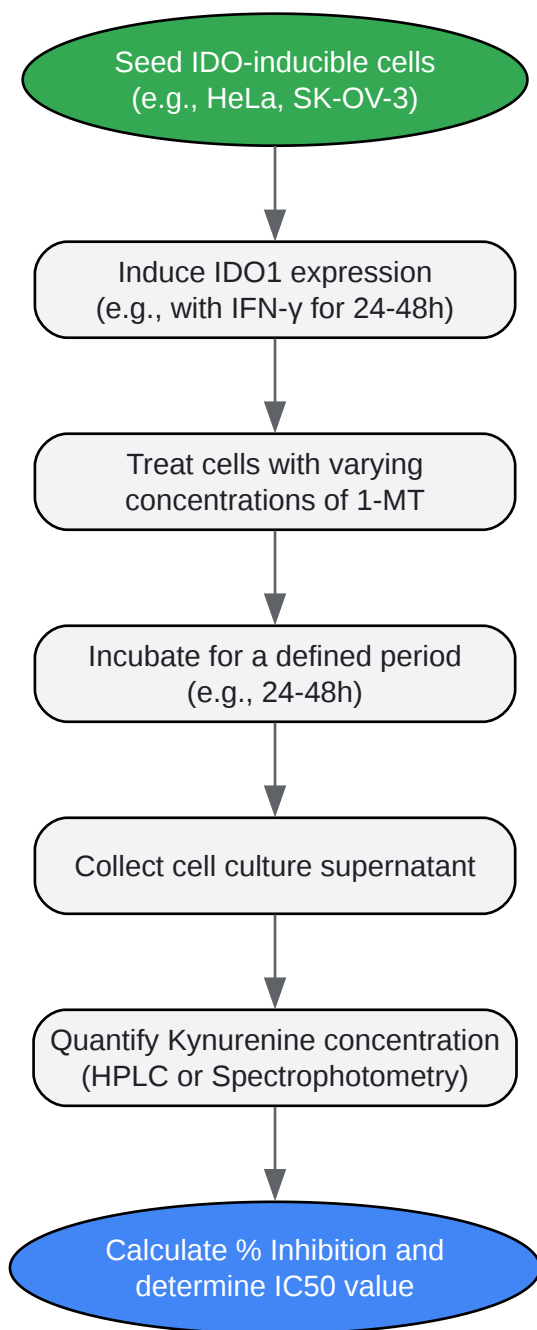 Seed IDO-inducible cells
(e.g., HeLa, SK-OV-3)
Induce IDO1 expression
(e.g., with IFN-γ for 24-48h)
Treat cells with varying
concentrations of 1-MT
Incubate for a defined period
(e.g., 24-48h)
Collect cell culture supernatant
Quantify Kynurenine concentration
(HPLC or Spectrophotometry)
Calculate % Inhibition and
determine IC50 value